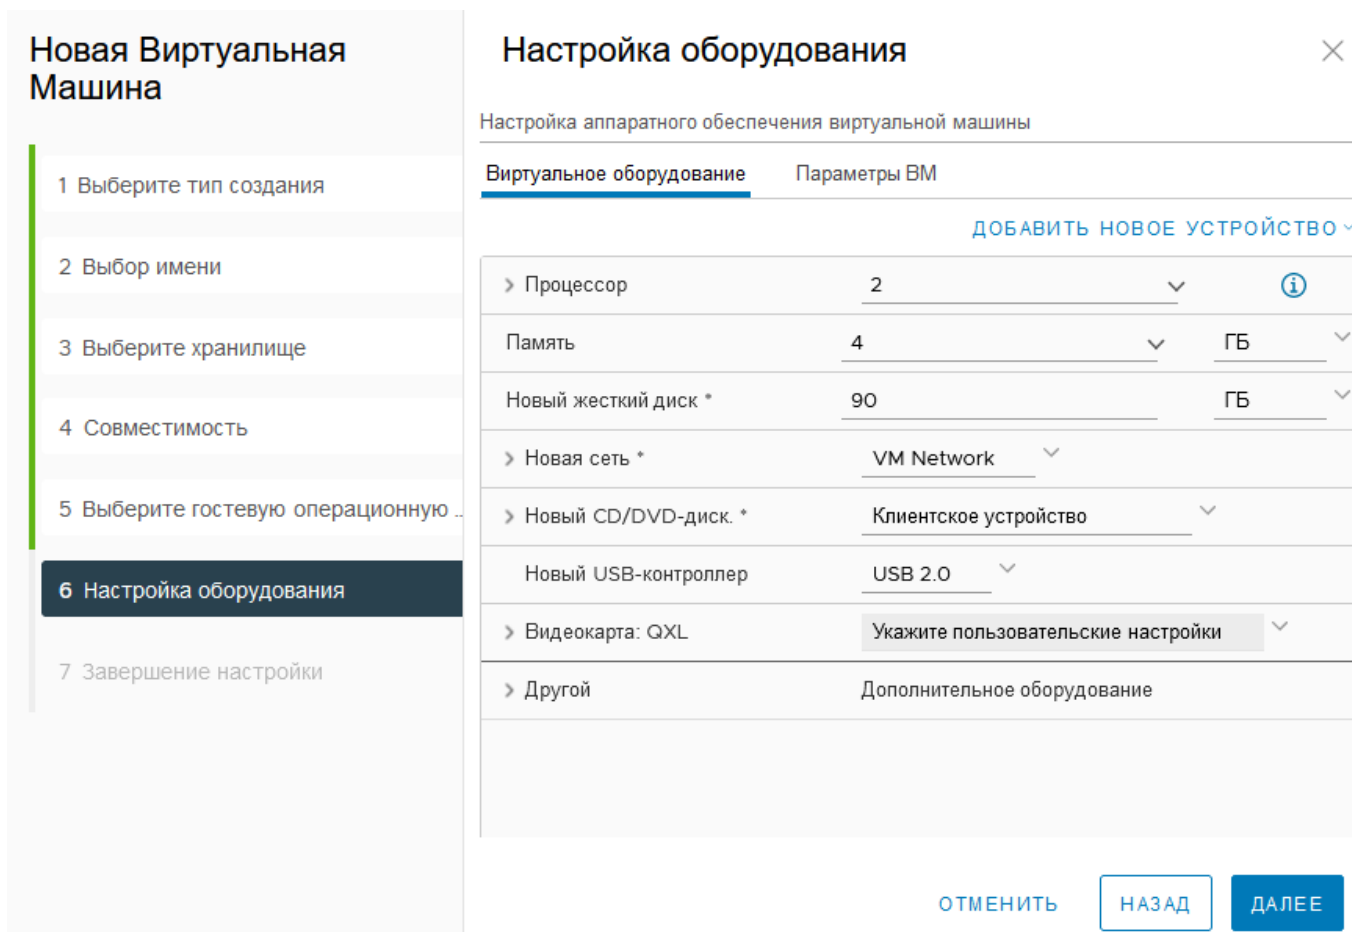 Новая Виртуальная
Машина
1 Выберите тип создания
2 Выбор имени
3 Выберите хранилище
4 Совместимость
5 Выберите гостевую операционную ..
6 Настройка оборудования
7 Завершение настройки
Настройка оборудования
Настройка аппаратного обеспечения виртуальной машины
Виртуальное оборудование Параметры ВМ
ДОБАВИТЬ НОВОЕ УСТРОЙСТВО
Процессор 2
Память 4 ГБ
Новый жесткий диск * 90 ГБ
Новая сеть * VM Network
Новый CD/DVD-диск. * Клиентское устройство
Новый USB-контроллер USB 2.0
Видеокарта: QXL Укажите пользовательские настройки
Другой Дополнительное оборудование
ОТМЕНИТЬ НАЗАД ДАЛЕЕ